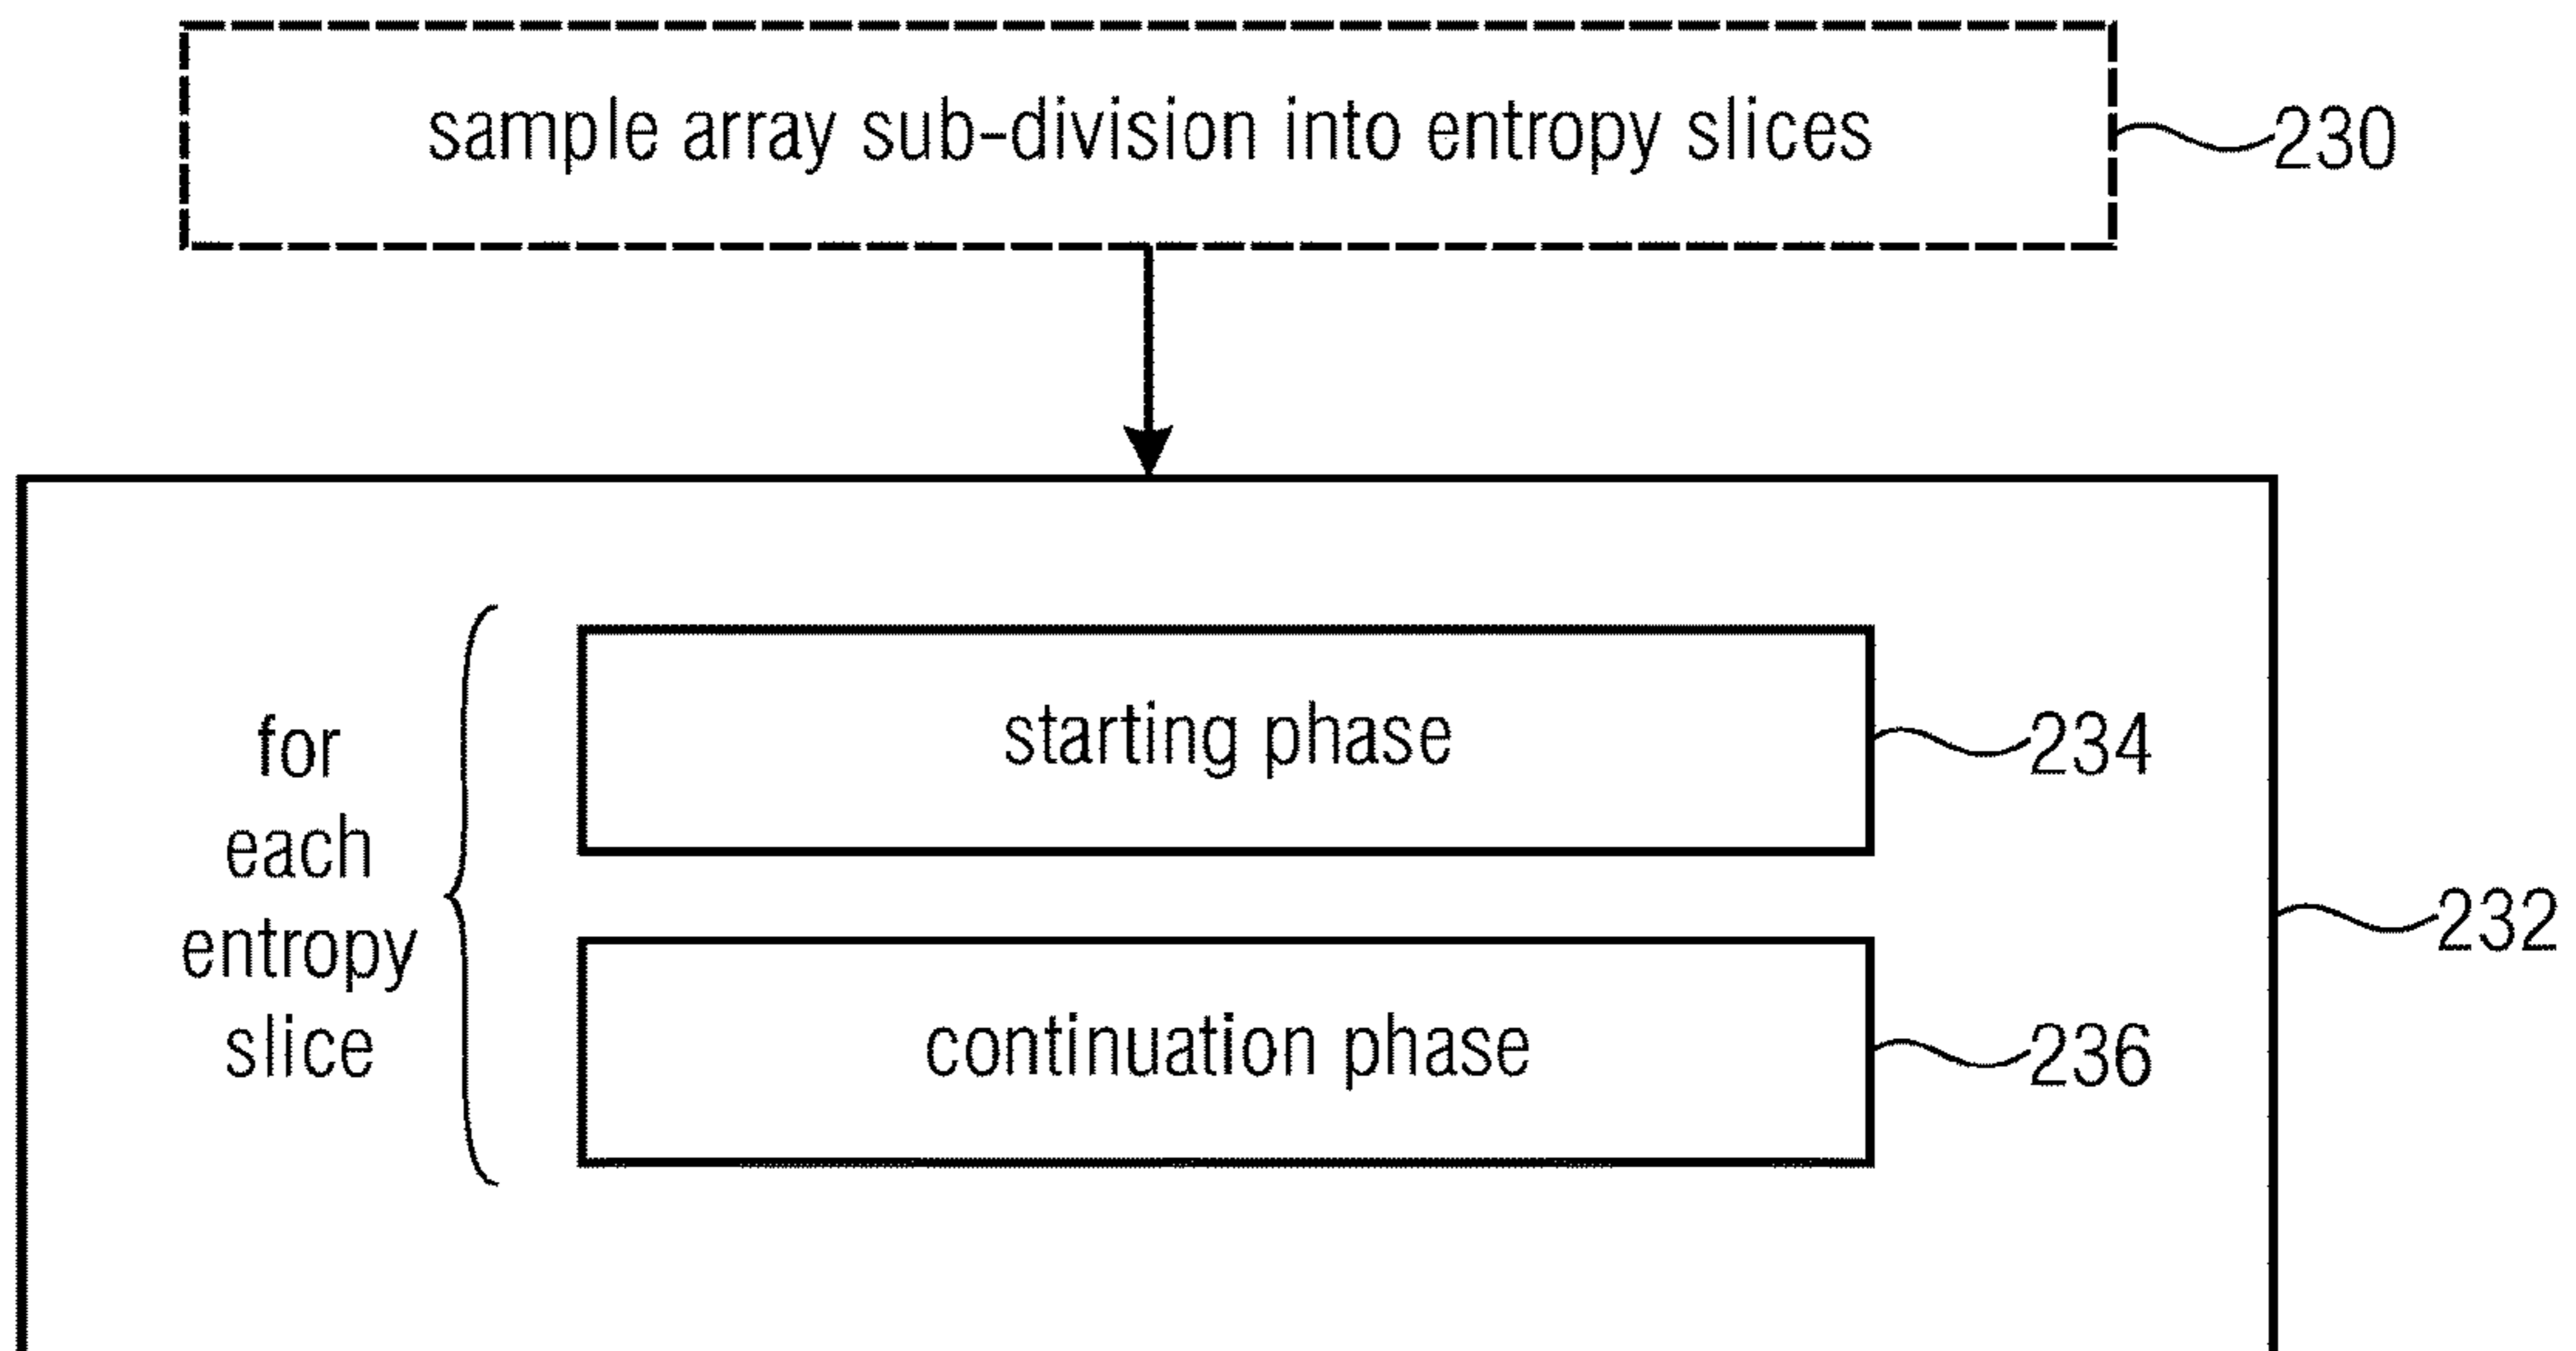 sample array sub-division into entropy slices
230
for
each
entropy
slice
starting phase
234
continuation phase
236
232